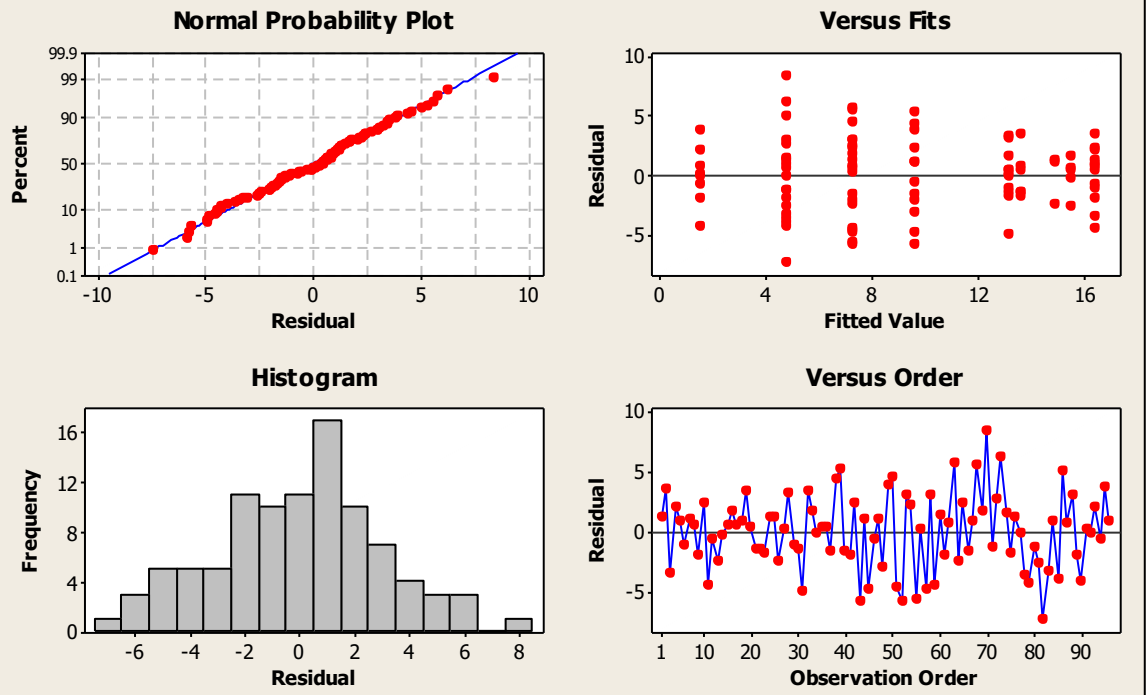 Normal Probability Plot
99.9
99
90
50
10
1
0.1
Percent
-10 -5 0 5 10
Residual
Versus Fits
10
5
0
-5
Residual
0 4 8 12 16
Fitted Value
Histogram
16
12
8
4
0
Frequency
-6 -4 -2 0 2 4 6 8
Residual
Versus Order
10
5
0
-5
Residual
1 10 20 30 40 50 60 70 80 90
Observation Order